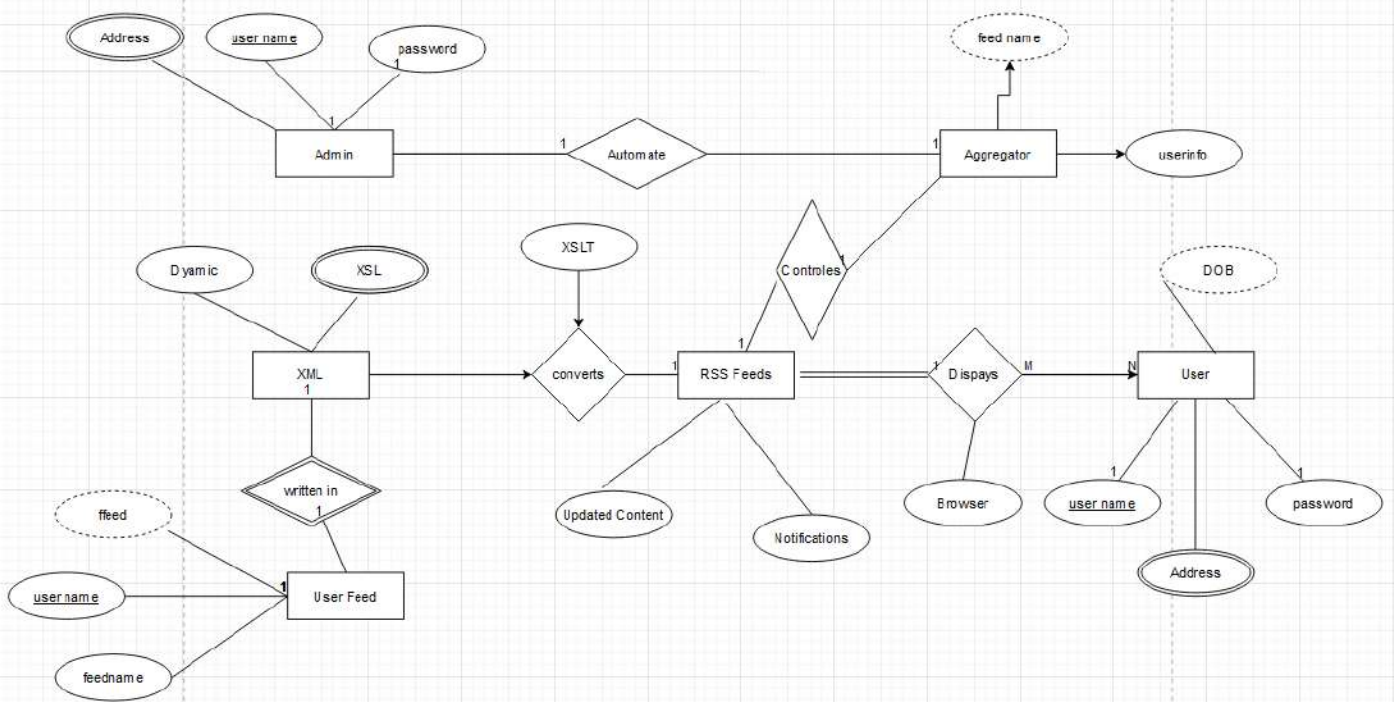 Address
user name
password
feed name
1
1
Admin
1
Automate
1
Aggregator
userinfo
XSLT
Dyamic
XSL
Controles
1
DOB
XML
1
converts
1
RSS Feeds
1
1
Dispays
M
N
User
written in
1
ffeed
Updated Content
Notifications
Browser
1
user name
1
password
Address
user name
1
User Feed
feedname